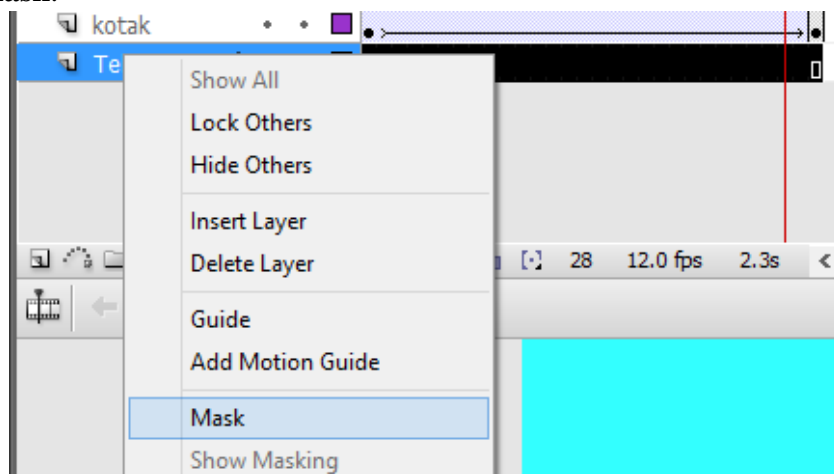 kotak
Te
Show All
Lock Others
Hide Others
Insert Layer
Delete Layer
28 12.0 fps 2.3s
Guide
Add Motion Guide
Mask
Show Masking